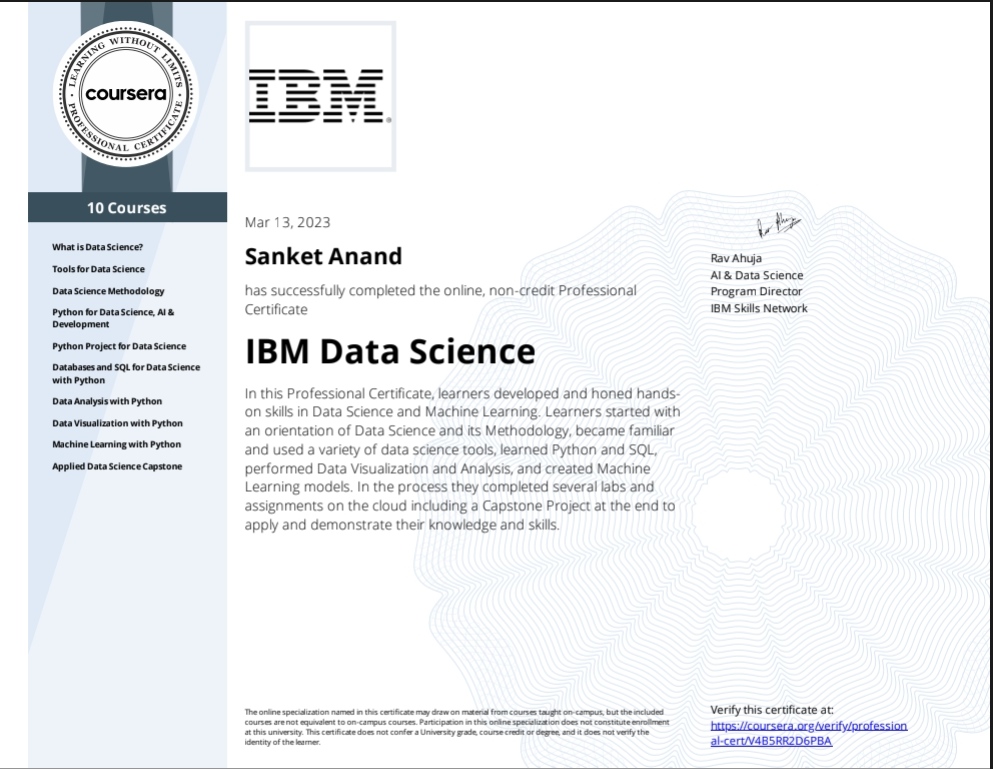 LEARNING WITHOUT LIMITS
coursera
PROFESSIONAL CERTIFICATE
IBM
10 Courses
What is Data Science?
Tools for Data Science
Data Science Methodology
Python for Data Science, AI &
Development
Python Project for Data Science
Databases and SQL for Data Science
with Python
Data Analysis with Python
Data Visualization with Python
Machine Learning with Python
Applied Data Science Capstone
Mar 13, 2023
Sanket Anand
has successfully completed the online, non-credit Professional
Certificate
IBM Data Science
In this Professional Certificate, learners developed and honed hands-
on skills in Data Science and Machine Learning. Learners started with
an orientation of Data Science and its Methodology, became familiar
and used a variety of data science tools, learned Python and SQL,
performed Data Visualization and Analysis, and created Machine
Learning models. In the process they completed several labs and
assignments on the cloud including a Capstone Project at the end to
apply and demonstrate their knowledge and skills.
Rav Ahuja
Rav Ahuja
AI & Data Science
Program Director
IBM Skills Network
The online specialization named in this certificate may draw on material from courses taught on-campus, but the included
courses are not equivalent to on-campus courses. Participation in this online specialization does not constitute enrollment
at this university. This certificate does not confer a University grade, course credit or degree, and it does not verify the
identity of the learner.
Verify this certificate at:
https://coursera.org/verify/profession
al-cert/V4B5RR2D6PBA